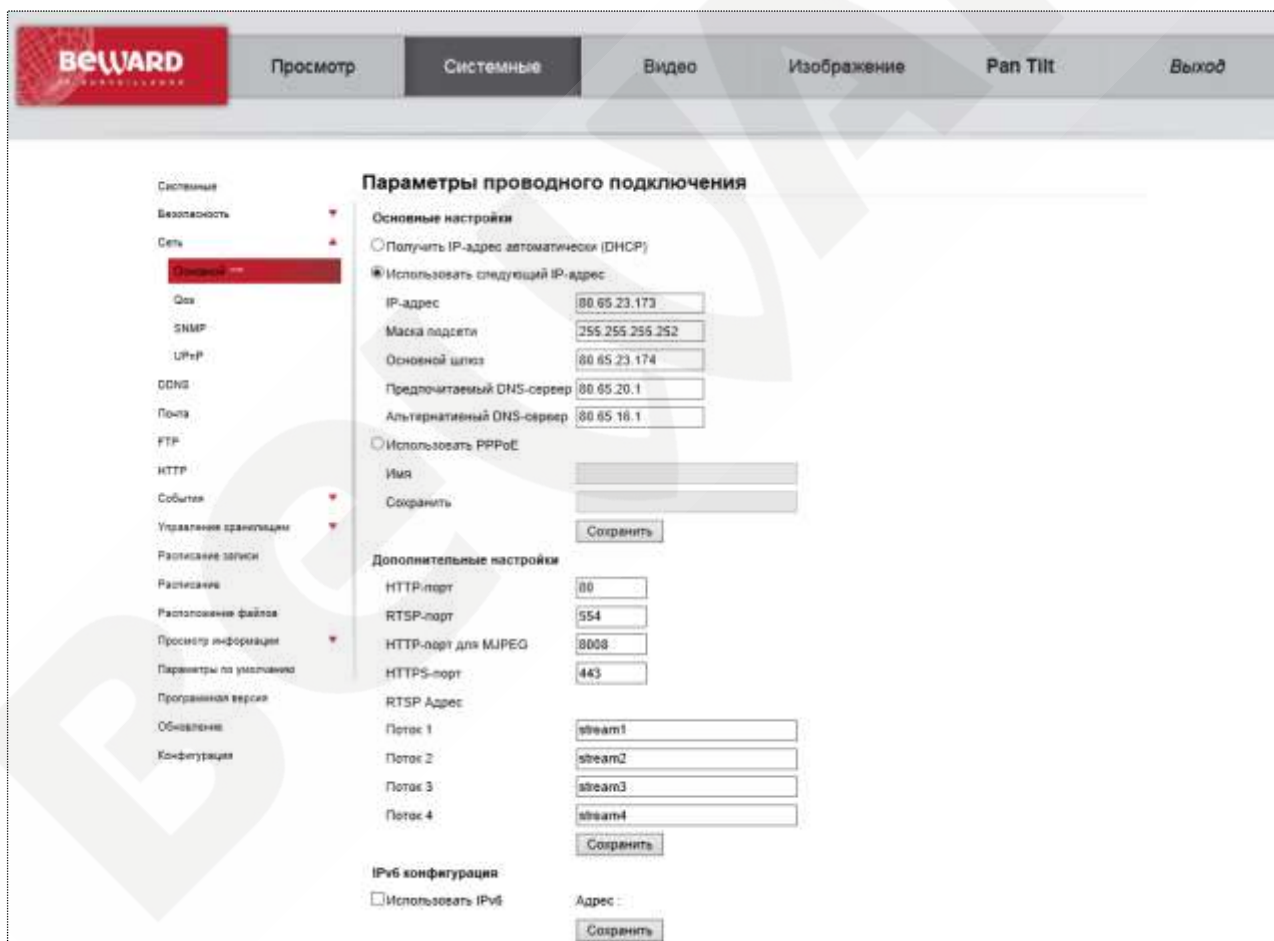 BEWARD
Просмотр
Системные
Видео
Изображение
Pan Tilt
Выход
Системные
Безопасность
Сеть
Основной
Qos
SNMP
UPnP
DDNS
Почта
FTP
HTTP
События
Управление хранилищем
Расписание записи
Расписание
Расположение файлов
Просмотр информации
Параметры по умолчанию
Программная версия
Обновление
Конфигурация
Параметры проводного подключения
Основные настройки
Получить IP-адрес автоматически (DHCP)
Использовать следующий IP-адрес
IP-адрес 80.65.23.173
Маска подсети 255.255.255.252
Основной шлюз 80.65.23.174
Предпочитаемый DNS-сервер 80.65.20.1
Альтернативный DNS-сервер 80.65.16.1
Использовать PPPoE
Имя
Сохранить
Сохранить
Дополнительные настройки
HTTP-порт 80
RTSP-порт 554
HTTP-порт для MJPEG 8008
HTTPS-порт 443
RTSP Адрес
Поток 1 stream1
Поток 2 stream2
Поток 3 stream3
Поток 4 stream4
Сохранить
IPv6 конфигурация
Использовать IPv6 Адрес :
Сохранить